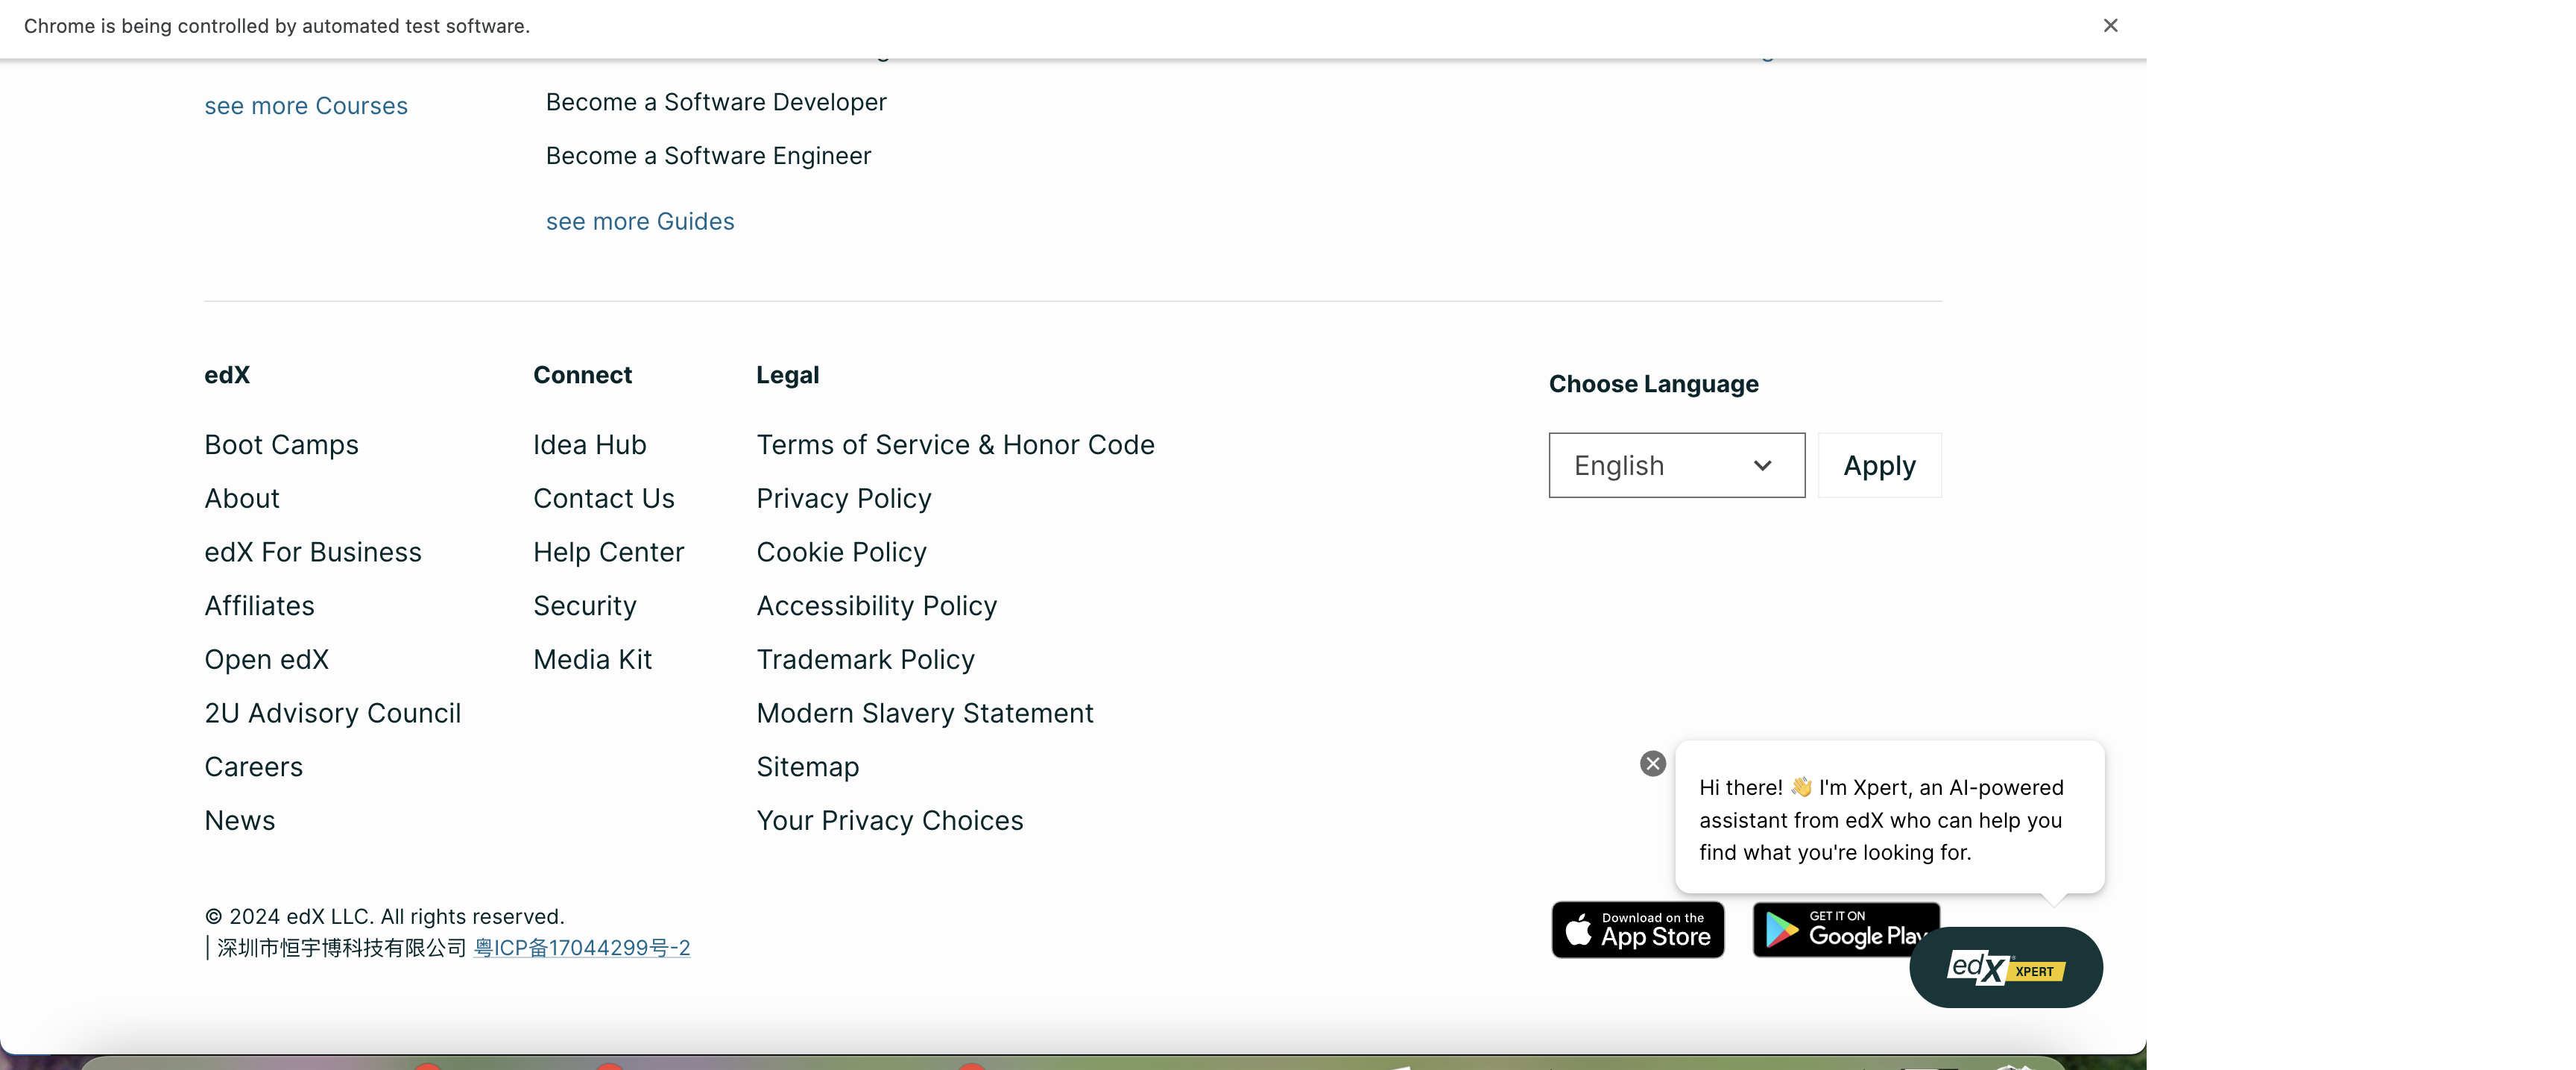 Chrome is being controlled by automated test software.
see more Courses
Become a Software Developer
Become a Software Engineer
see more Guides
edX
Boot Camps
About
edX For Business
Affiliates
Open edX
2U Advisory Council
Careers
News
Connect
Idea Hub
Contact Us
Help Center
Security
Media Kit
Legal
Terms of Service & Honor Code
Privacy Policy
Cookie Policy
Accessibility Policy
Trademark Policy
Modern Slavery Statement
Sitemap
Your Privacy Choices
Choose Language
English
Apply
Hi there! 👋 I'm Xpert, an AI-powered
assistant from edX who can help you
find what you're looking for.
© 2024 edX LLC. All rights reserved.
| 深圳市恒宇博科技有限公司 粤ICP备17044299号-2
Download on the
App Store
GET IT ON
Google Play
edX XPERT